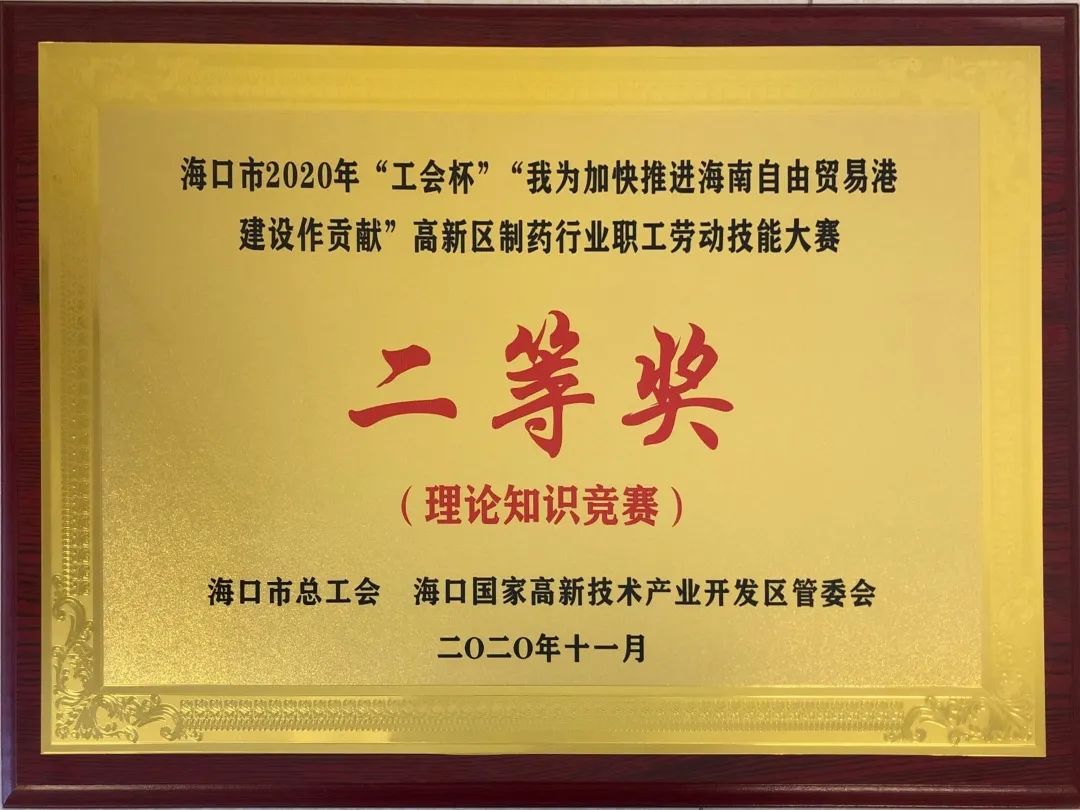 海口市2020年“工会杯”“我为加快推进海南自由贸易港
建设作贡献”高新区制药行业职工劳动技能大赛
二等奖
（理论知识竞赛）
海口市总工会　海口国家高新技术产业开发区管委会
二〇二〇年十一月